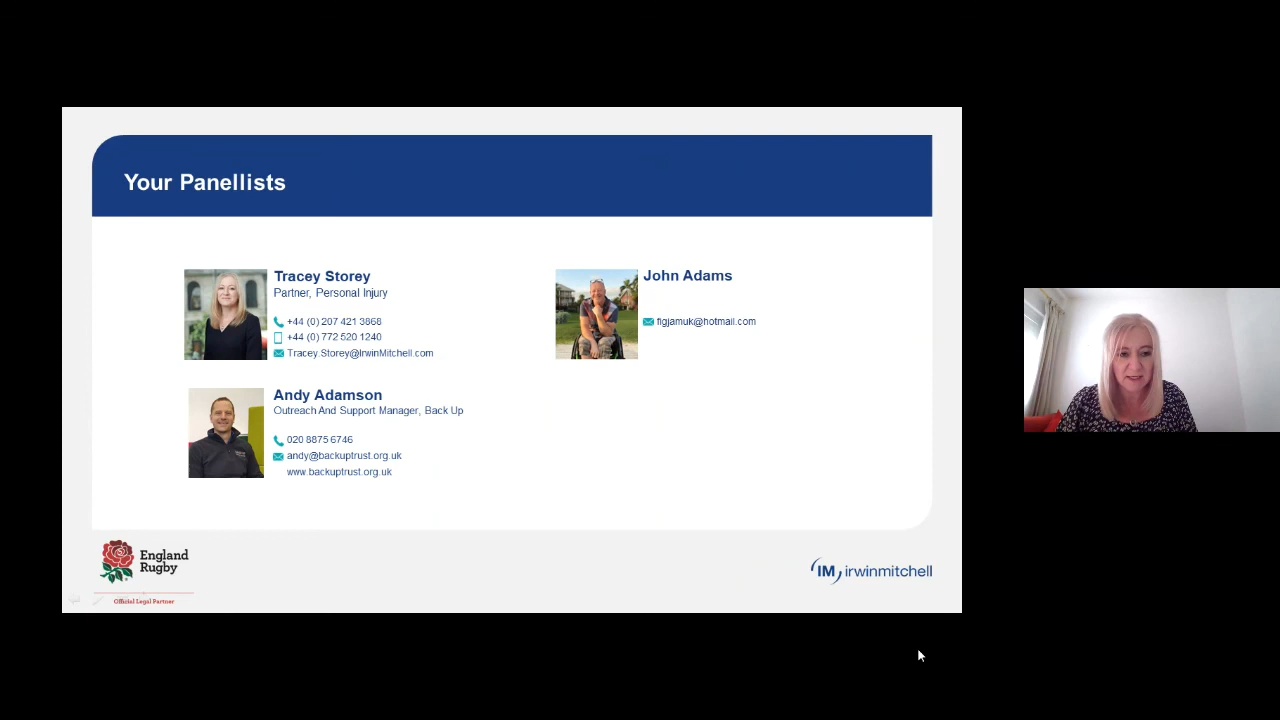 Your Panellists
Tracey Storey
Partner, Personal Injury
+44 (0) 207 421 3868
+44 (0) 772 520 1240
Tracey.Storey@IrwinMitchell.com
John Adams
figjamuk@hotmail.com
Andy Adamson
Outreach And Support Manager, Back Up
020 8875 6746
andy@backuptrust.org.uk
www.backuptrust.org.uk
England
Rugby
Official Legal Partner
IM irwinmitchell